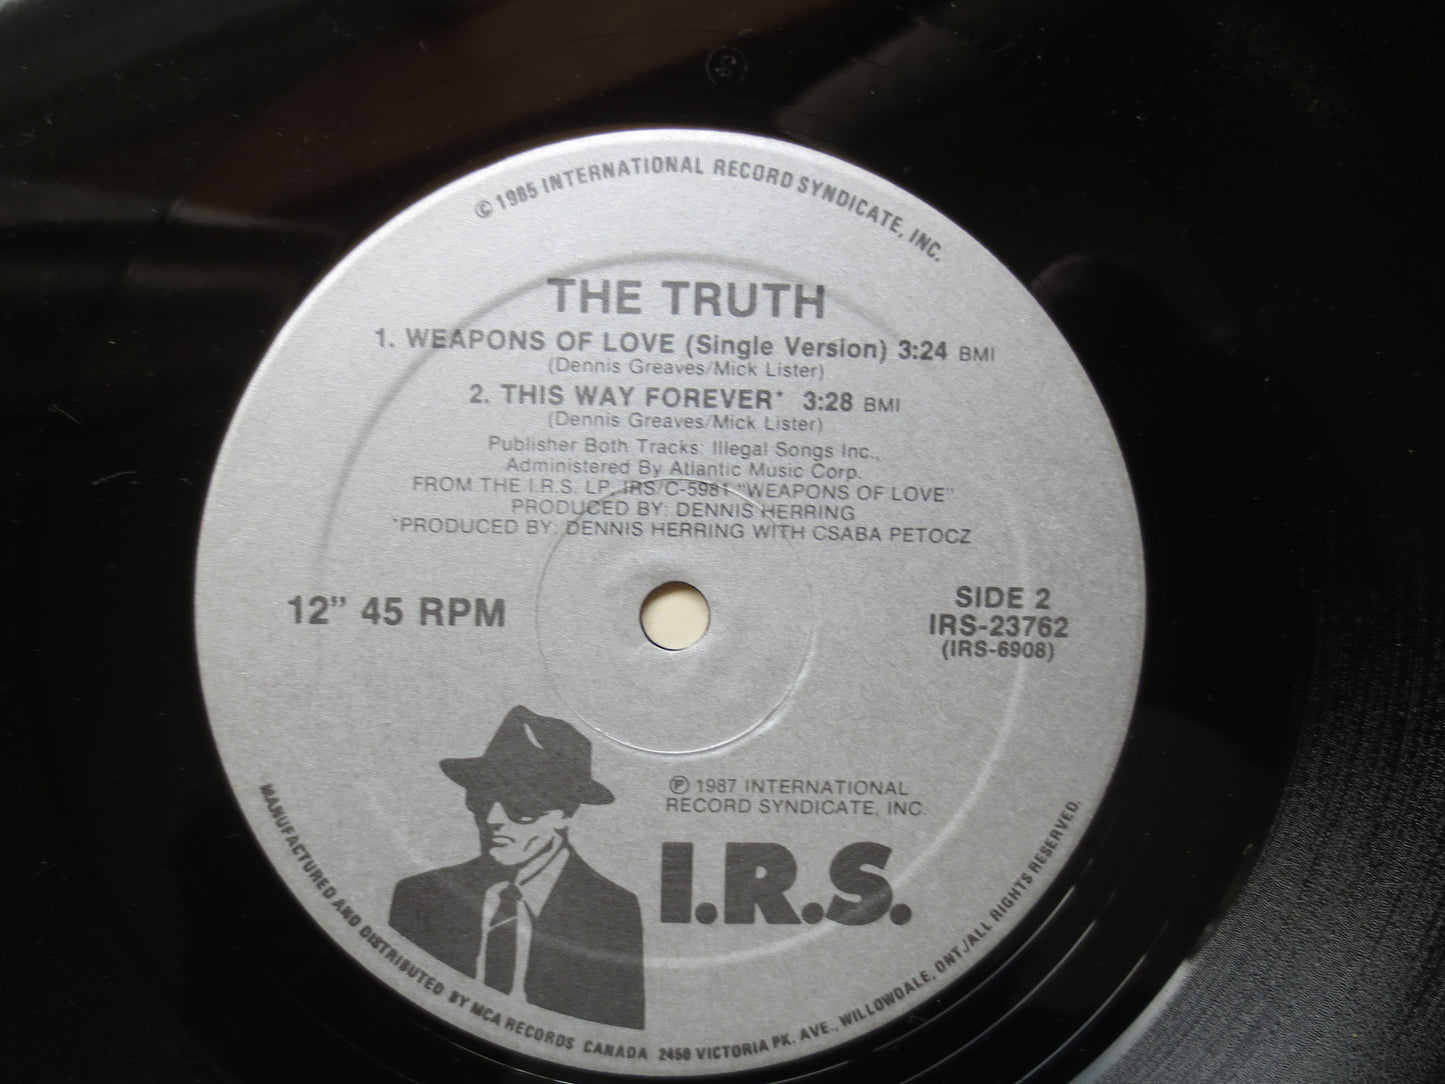 © 1985 INTERNATIONAL RECORD SYNDICATE, INC.
THE TRUTH
1. WEAPONS OF LOVE (Single Version) 3:24 BMI
(Dennis Greaves/Mick Lister)
2. THIS WAY FOREVER* 3:28 BMI
(Dennis Greaves/Mick Lister)
Publisher Both Tracks: Illegal Songs Inc.,
Administered By Atlantic Music Corp.
FROM THE I.R.S. LP, IRS/C-5981 "WEAPONS OF LOVE"
PRODUCED BY: DENNIS HERRING
*PRODUCED BY: DENNIS HERRING WITH CSABA PETOCZ
12" 45 RPM
SIDE 2
IRS-23762
(IRS-6908)
℗ 1987 INTERNATIONAL
RECORD SYNDICATE, INC.
I.R.S.
MANUFACTURED AND DISTRIBUTED BY MCA RECORDS CANADA 2450 VICTORIA PK. AVE., WILLOWDALE, ONT./ALL RIGHTS RESERVED.